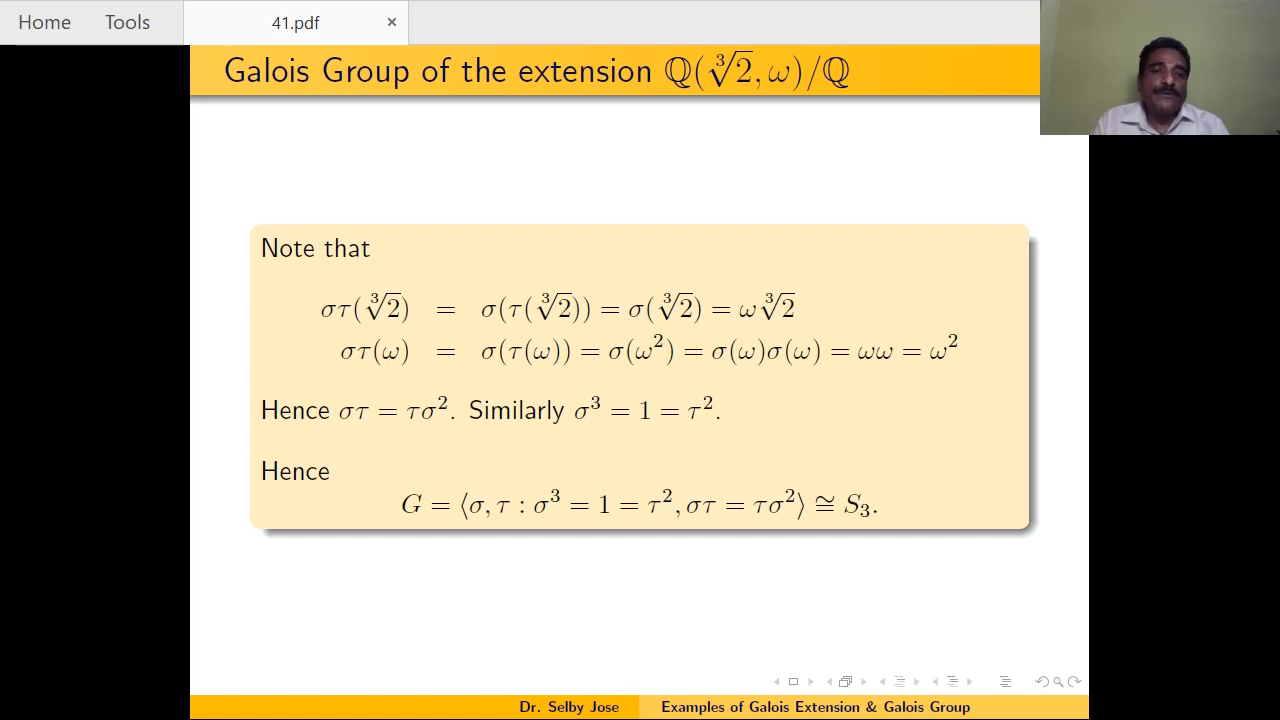 Home Tools 41.pdf ×
Galois Group of the extension ℚ(∛2, ω)/ℚ
Note that
στ(∛2) = σ(τ(∛2)) = σ(∛2) = ω∛2
στ(ω) = σ(τ(ω)) = σ(ω²) = σ(ω)σ(ω) = ωω = ω²
Hence στ = τσ². Similarly σ³ = 1 = τ².
Hence
G = ⟨σ, τ : σ³ = 1 = τ², στ = τσ²⟩ ≅ S₃.
Dr. Selby Jose Examples of Galois Extension & Galois Group